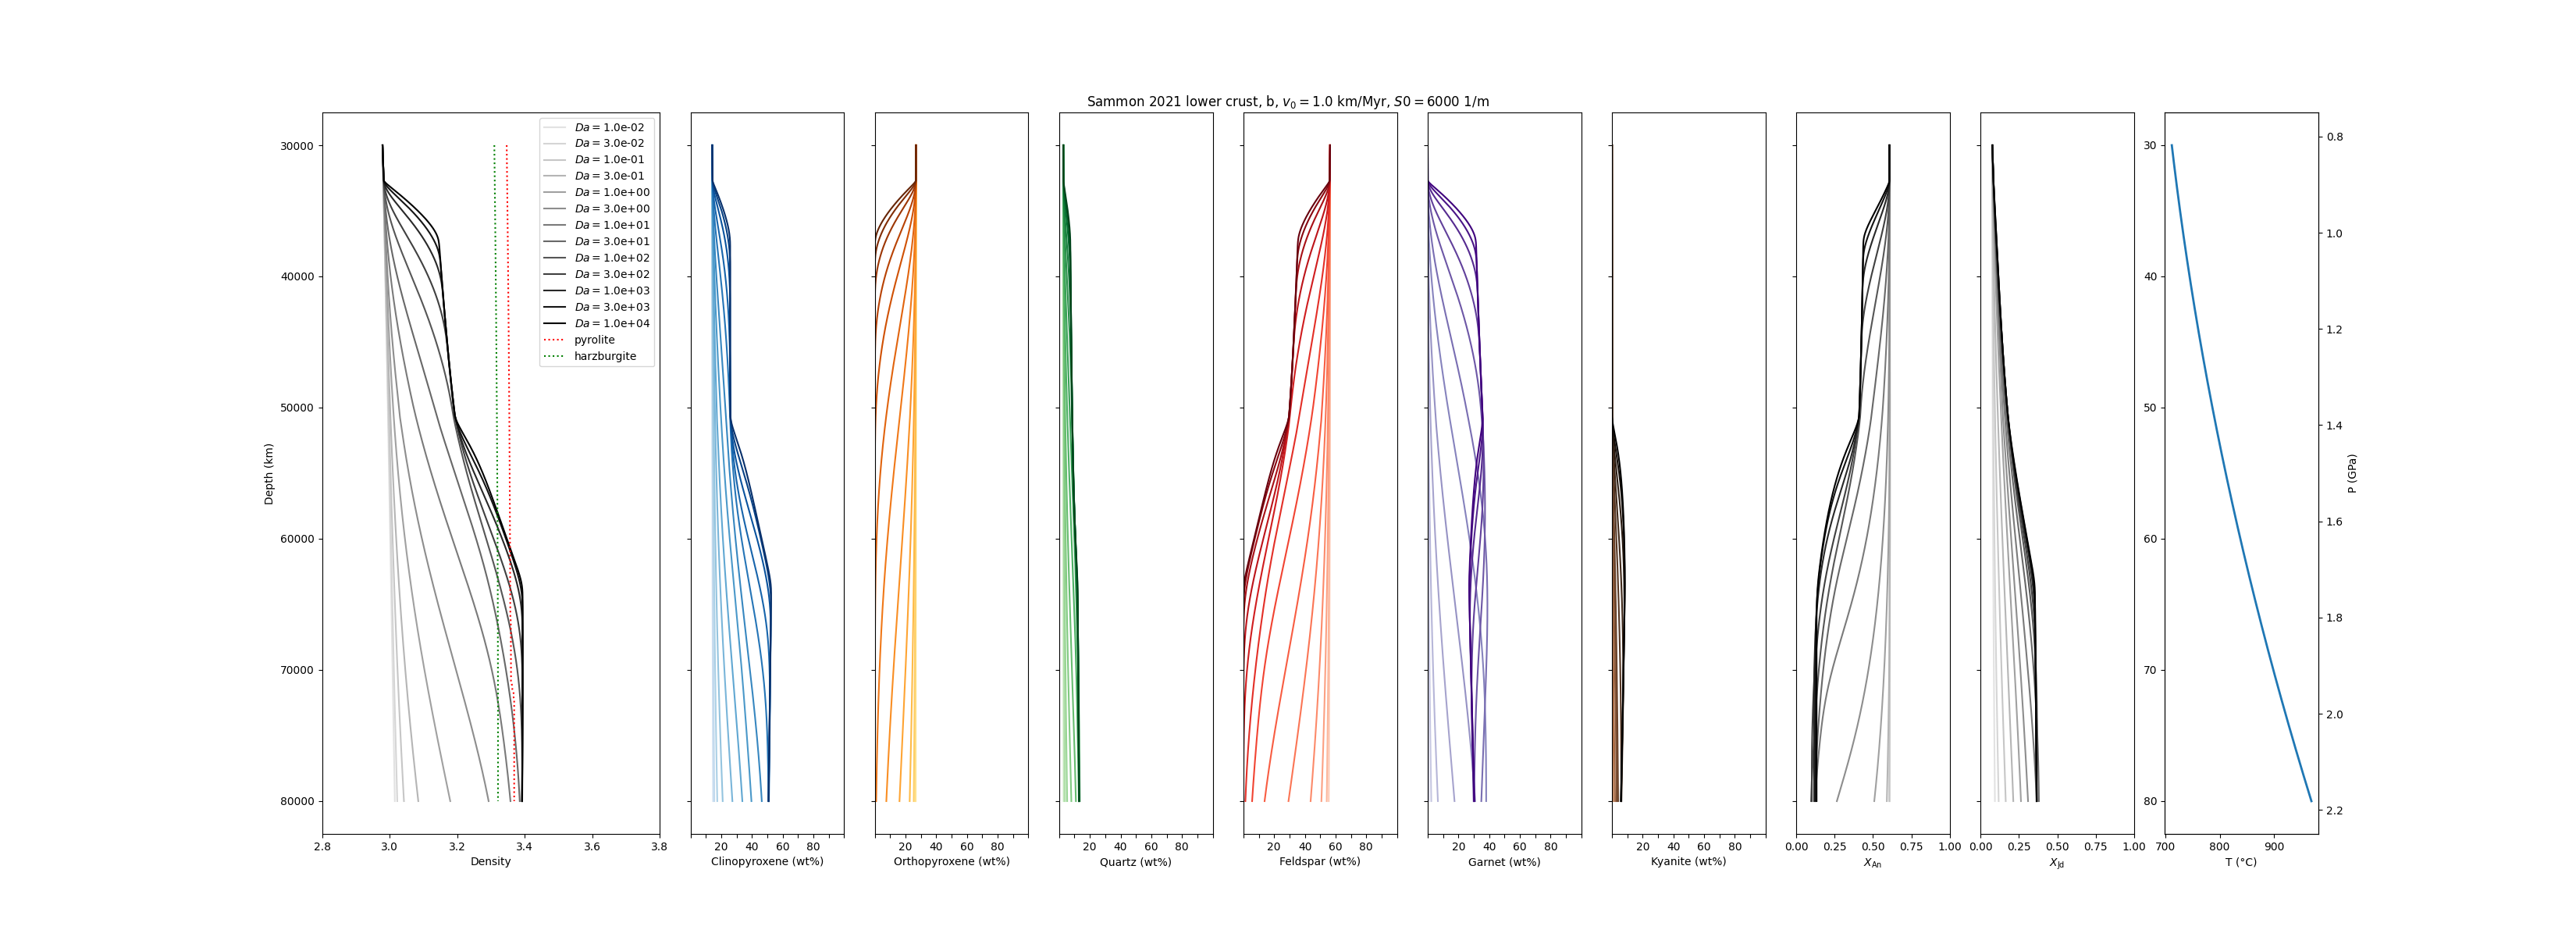 Sammon 2021 lower crust, b, v₀ = 1.0 km/Myr, S0 = 6000 1/m
Da = 1.0e-02
Da = 3.0e-02
Da = 1.0e-01
Da = 3.0e-01
Da = 1.0e+00
Da = 3.0e+00
Da = 1.0e+01
Da = 3.0e+01
Da = 1.0e+02
Da = 3.0e+02
Da = 1.0e+03
Da = 3.0e+03
Da = 1.0e+04
pyrolite
harzburgite
Depth (km)
30000
40000
50000
60000
70000
80000
2.8 3.0 3.2 3.4 3.6 3.8
Density
20 40 60 80
Clinopyroxene (wt%)
20 40 60 80
Orthopyroxene (wt%)
20 40 60 80
Quartz (wt%)
20 40 60 80
Feldspar (wt%)
20 40 60 80
Garnet (wt%)
20 40 60 80
Kyanite (wt%)
0.00 0.25 0.50 0.75 1.00
X_An
0.00 0.25 0.50 0.75 1.00
X_Jd
30
40
50
60
70
80
700 800 900
T (°C)
0.8
1.0
1.2
1.4
1.6
1.8
2.0
2.2
P (GPa)